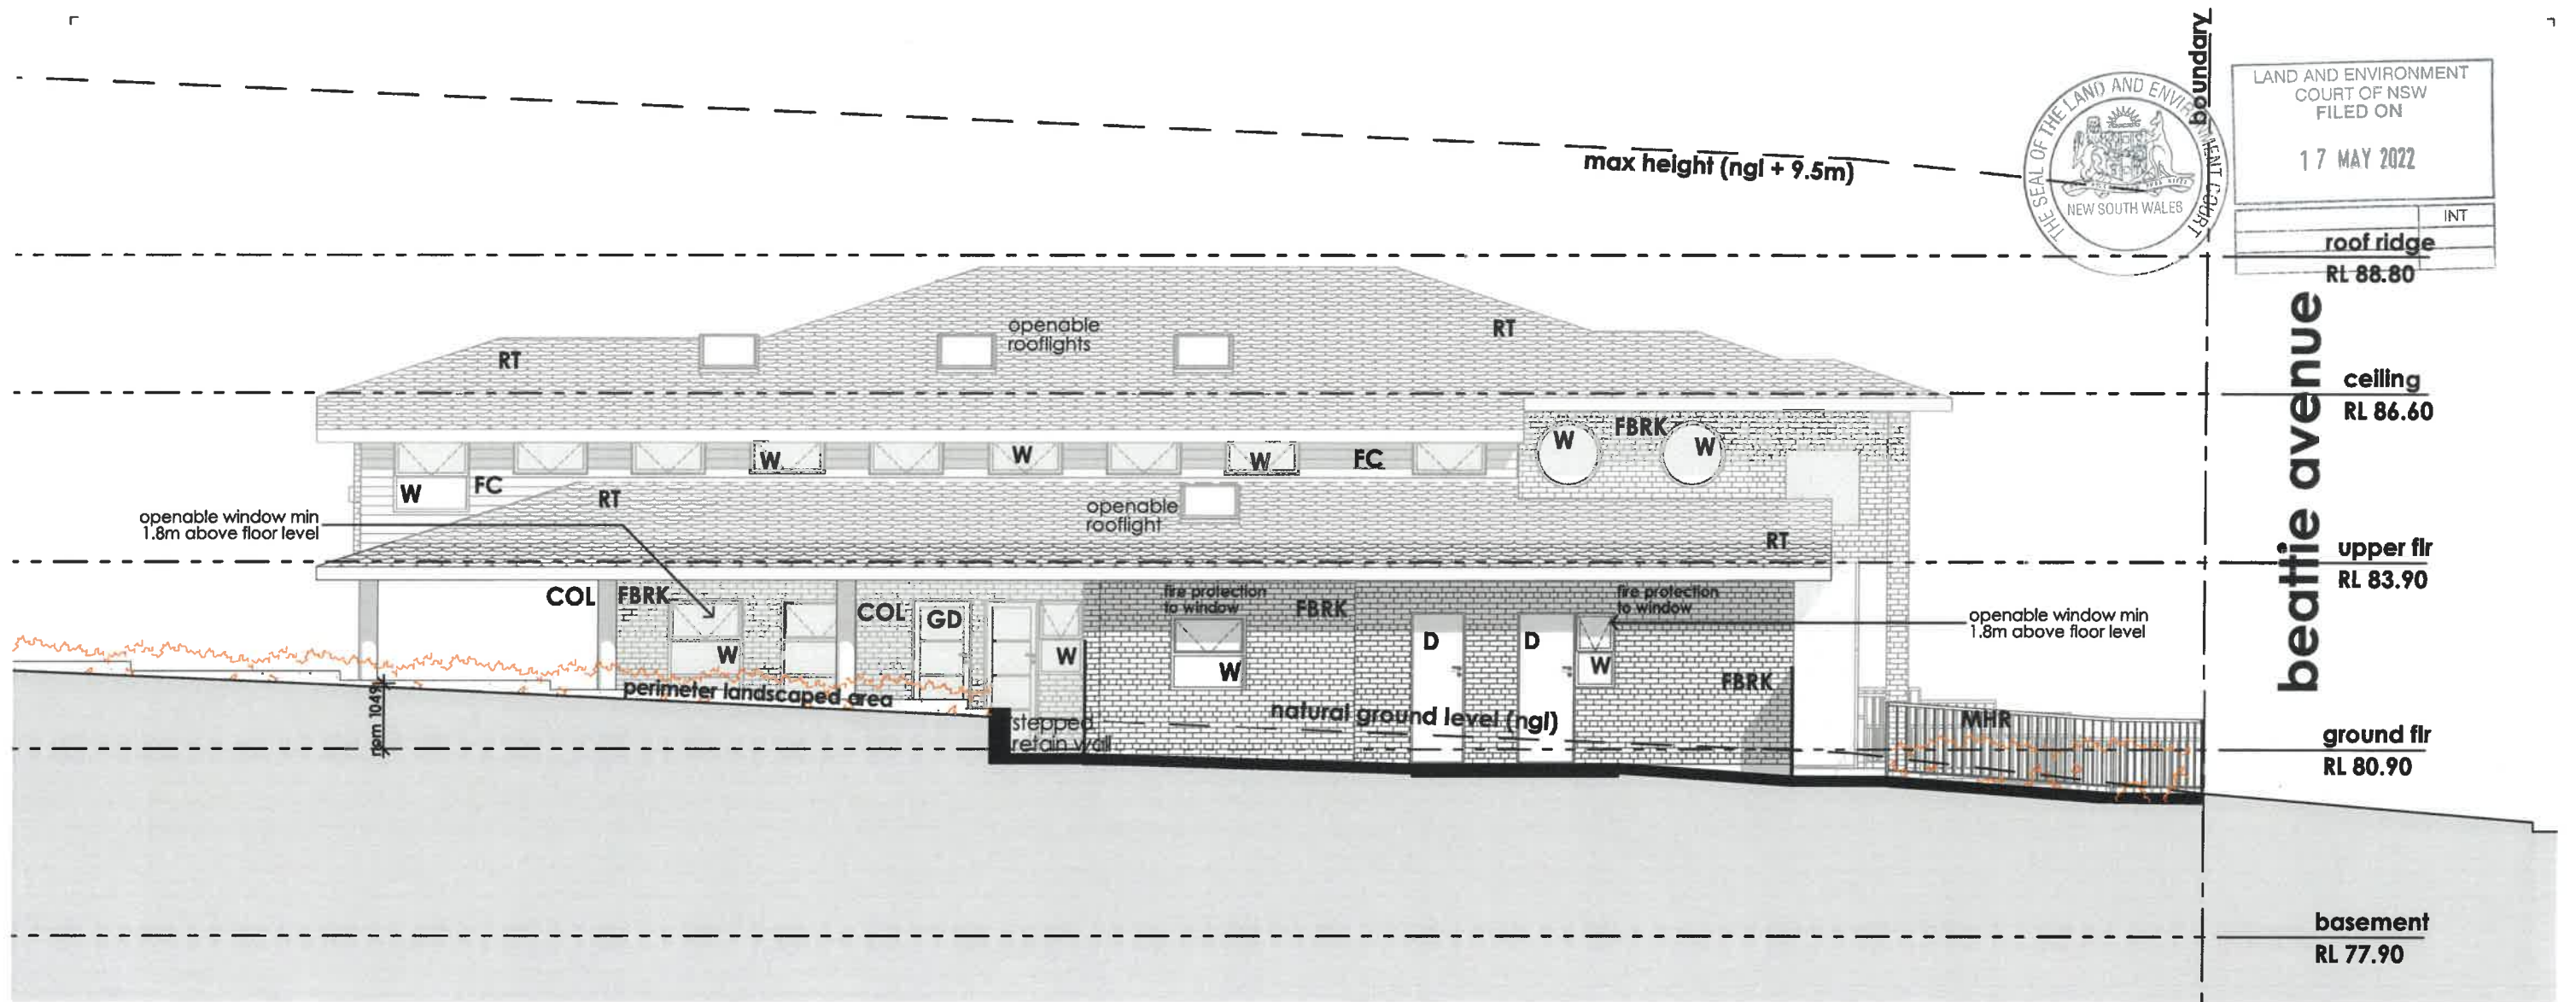 boundary
LAND AND ENVIRONMENT
COURT OF NSW
FILED ON
17 MAY 2022
INT
THE SEAL OF THE LAND AND ENVIRONMENT COURT
NEW SOUTH WALES
max height (ngl + 9.5m)
roof ridge
RL 88.80
openable
rooflights
RT
RT
beattie avenue
ceiling
RL 86.60
FBRK
W
W
W
W
W
FC
W
FC
RT
openable
rooflight
openable window min
1.8m above floor level
RT
upper flr
RL 83.90
COL
FBRK
COL
GD
fire protection
to window
FBRK
fire protection
to window
openable window min
1.8m above floor level
D
D
W
W
W
W
FBRK
perimeter landscaped area
nom 1049
stepped
retain wall
natural ground level (ngl)
MHR
ground flr
RL 80.90
basement
RL 77.90